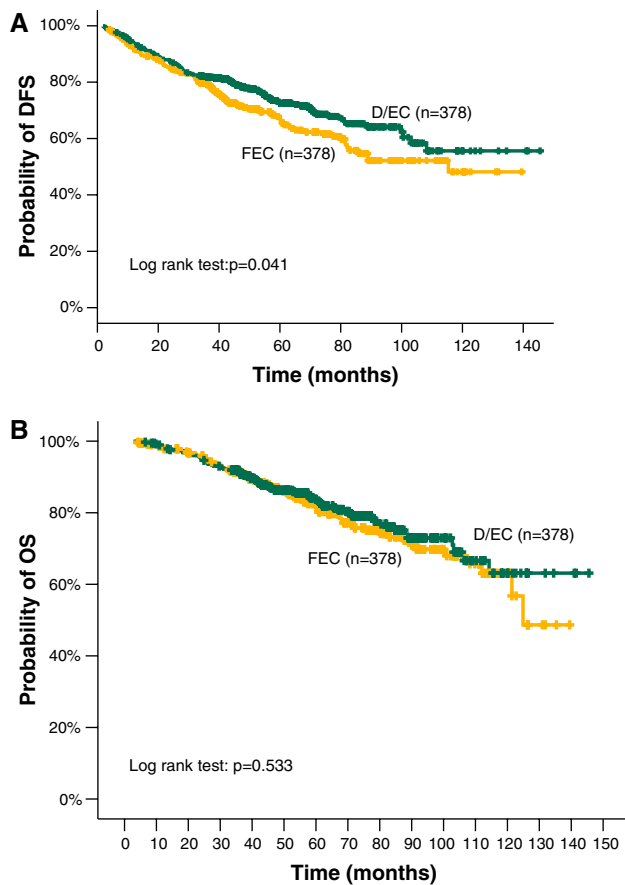 A
100%
80%
60%
40%
20%
0%
Probability of DFS
D/EC (n=378)
FEC (n=378)
Log rank test:p=0.041
0 20 40 60 80 100 120 140
Time (months)
B
100%
80%
60%
40%
20%
0%
Probability of OS
D/EC (n=378)
FEC (n=378)
Log rank test: p=0.533
0 10 20 30 40 50 60 70 80 90 100 110 120 130 140 150
Time (months)